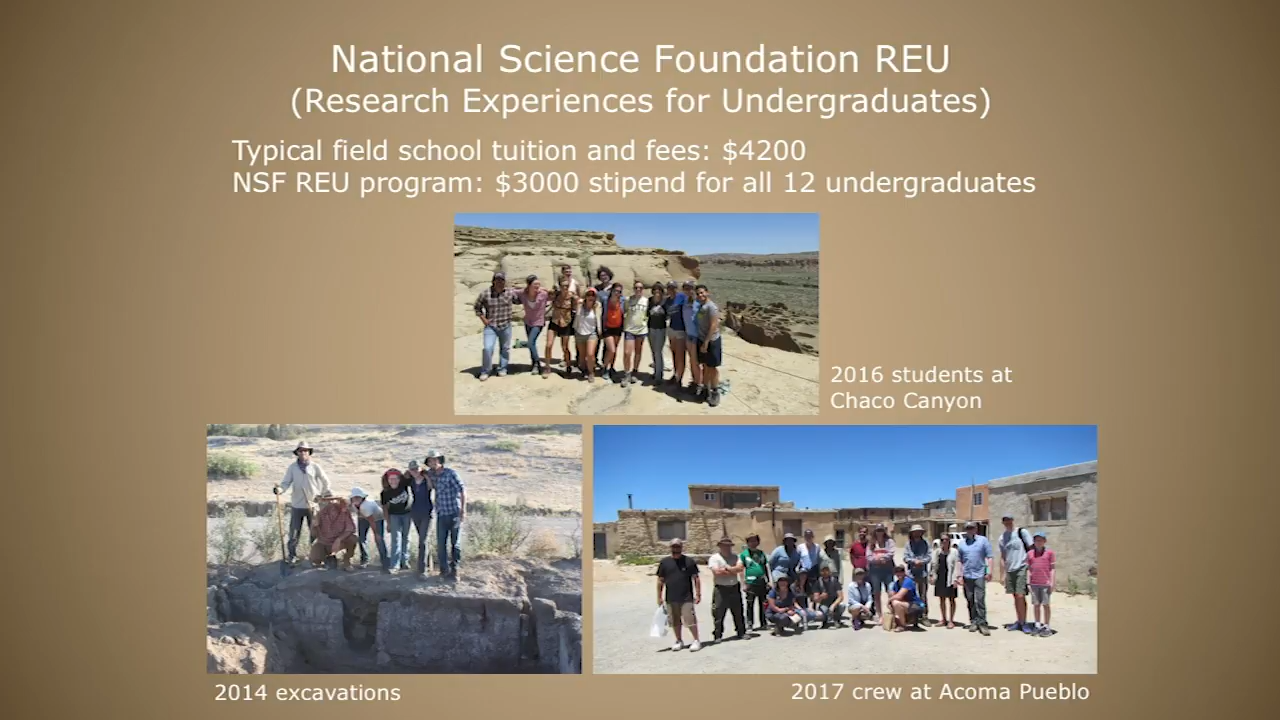 National Science Foundation REU
(Research Experiences for Undergraduates)
Typical field school tuition and fees: $4200
NSF REU program: $3000 stipend for all 12 undergraduates
2016 students at
Chaco Canyon
2014 excavations
2017 crew at Acoma Pueblo